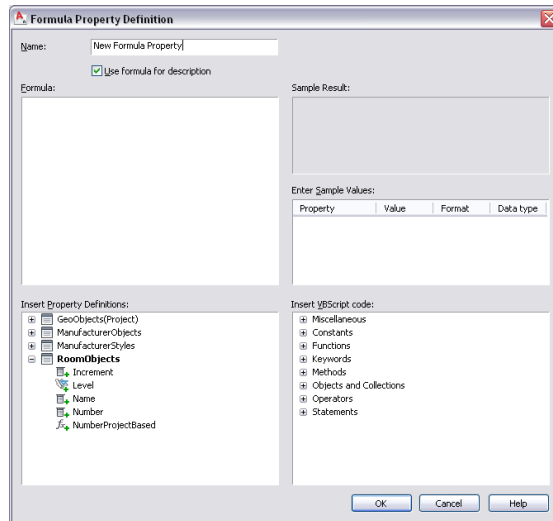 Formula Property Definition
Name: New Formula Property
Use formula for description
Formula:
Sample Result:
Enter Sample Values:
Property Value Format Data type
Insert Property Definitions:
GeoObjects(Project)
ManufacturerObjects
ManufacturerStyles
RoomObjects
Increment
Level
Name
Number
NumberProjectBased
Insert VBScript code:
Miscellaneous
Constants
Functions
Keywords
Methods
Objects and Collections
Operators
Statements
OK Cancel Help